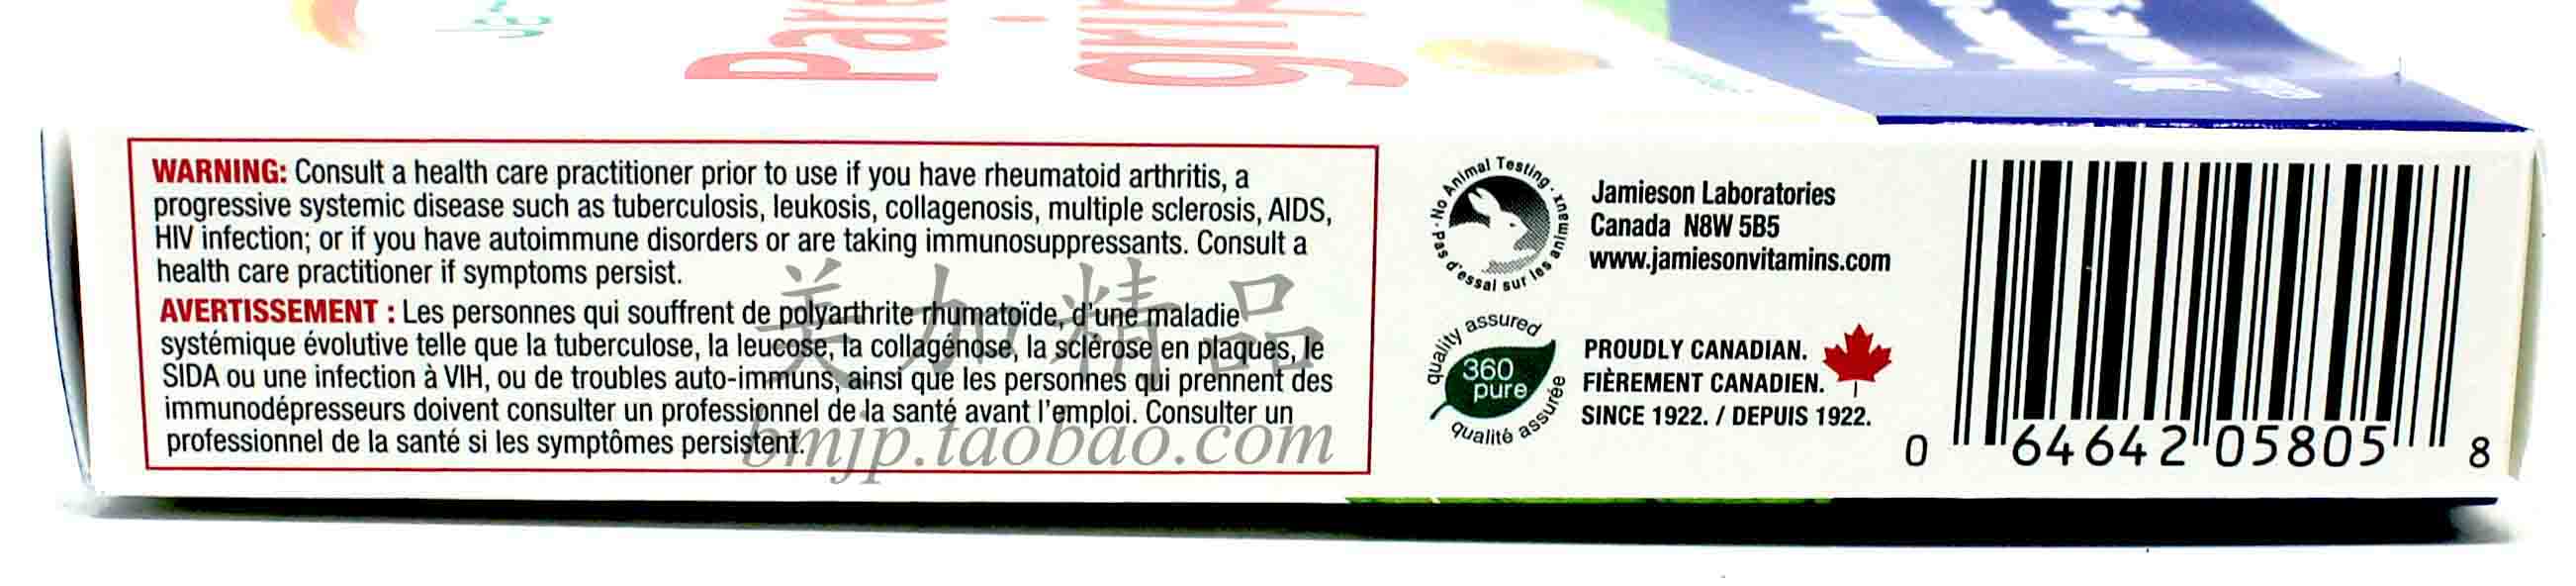 WARNING: Consult a health care practitioner prior to use if you have rheumatoid arthritis, a
progressive systemic disease such as tuberculosis, leukosis, collagenosis, multiple sclerosis, AIDS,
HIV infection; or if you have autoimmune disorders or are taking immunosuppressants. Consult a
health care practitioner if symptoms persist.
AVERTISSEMENT : Les personnes qui souffrent de polyarthrite rhumatoïde, d'une maladie
systémique évolutive telle que la tuberculose, la leucose, la collagénose, la sclérose en plaques, le
SIDA ou une infection à VIH, ou de troubles auto-immuns, ainsi que les personnes qui prennent des
immunodépresseurs doivent consulter un professionnel de la santé avant l'emploi. Consulter un
professionnel de la santé si les symptômes persistent.
美加精品
bmjp.taobao.com
No Animal Testing · Pas d'essai sur les animaux ·
Jamieson Laboratories
Canada N8W 5B5
www.jamiesonvitamins.com
quality assured
360
pure
qualité assurée
PROUDLY CANADIAN.
FIÈREMENT CANADIEN.
SINCE 1922. / DEPUIS 1922.
0 64642 05805 8